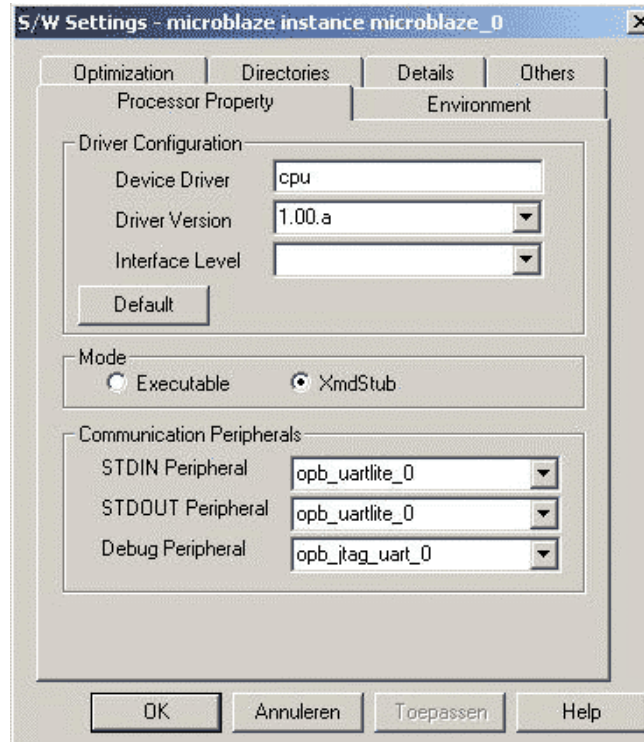 S/W Settings - microblaze instance microblaze_0
Optimization Directories Details Others
Processor Property Environment
Driver Configuration
Device Driver cpu
Driver Version 1.00.a
Interface Level
Default
Mode
Executable XmdStub
Communication Peripherals
STDIN Peripheral opb_uartlite_0
STDOUT Peripheral opb_uartlite_0
Debug Peripheral opb_jtag_uart_0
OK Annuleren Toepassen Help